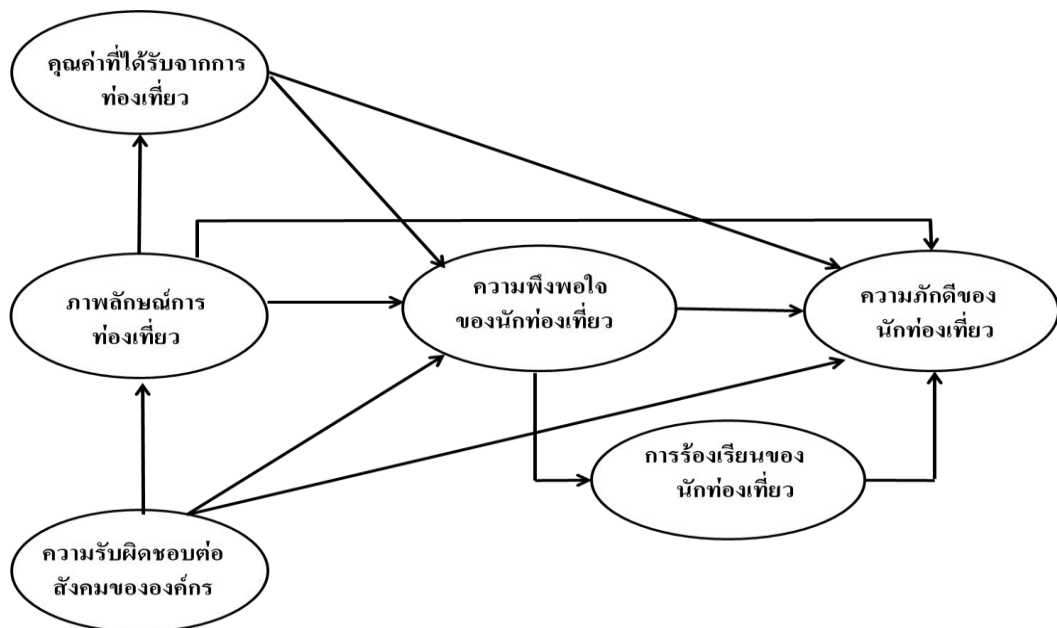 คุณค่าที่ได้รับจากการ
ท่องเที่ยว
ภาพลักษณ์การ
ท่องเที่ยว
ความพึงพอใจ
ของนักท่องเที่ยว
ความภักดีของ
นักท่องเที่ยว
การร้องเรียนของ
นักท่องเที่ยว
ความรับผิดชอบต่อ
สังคมขององค์กร